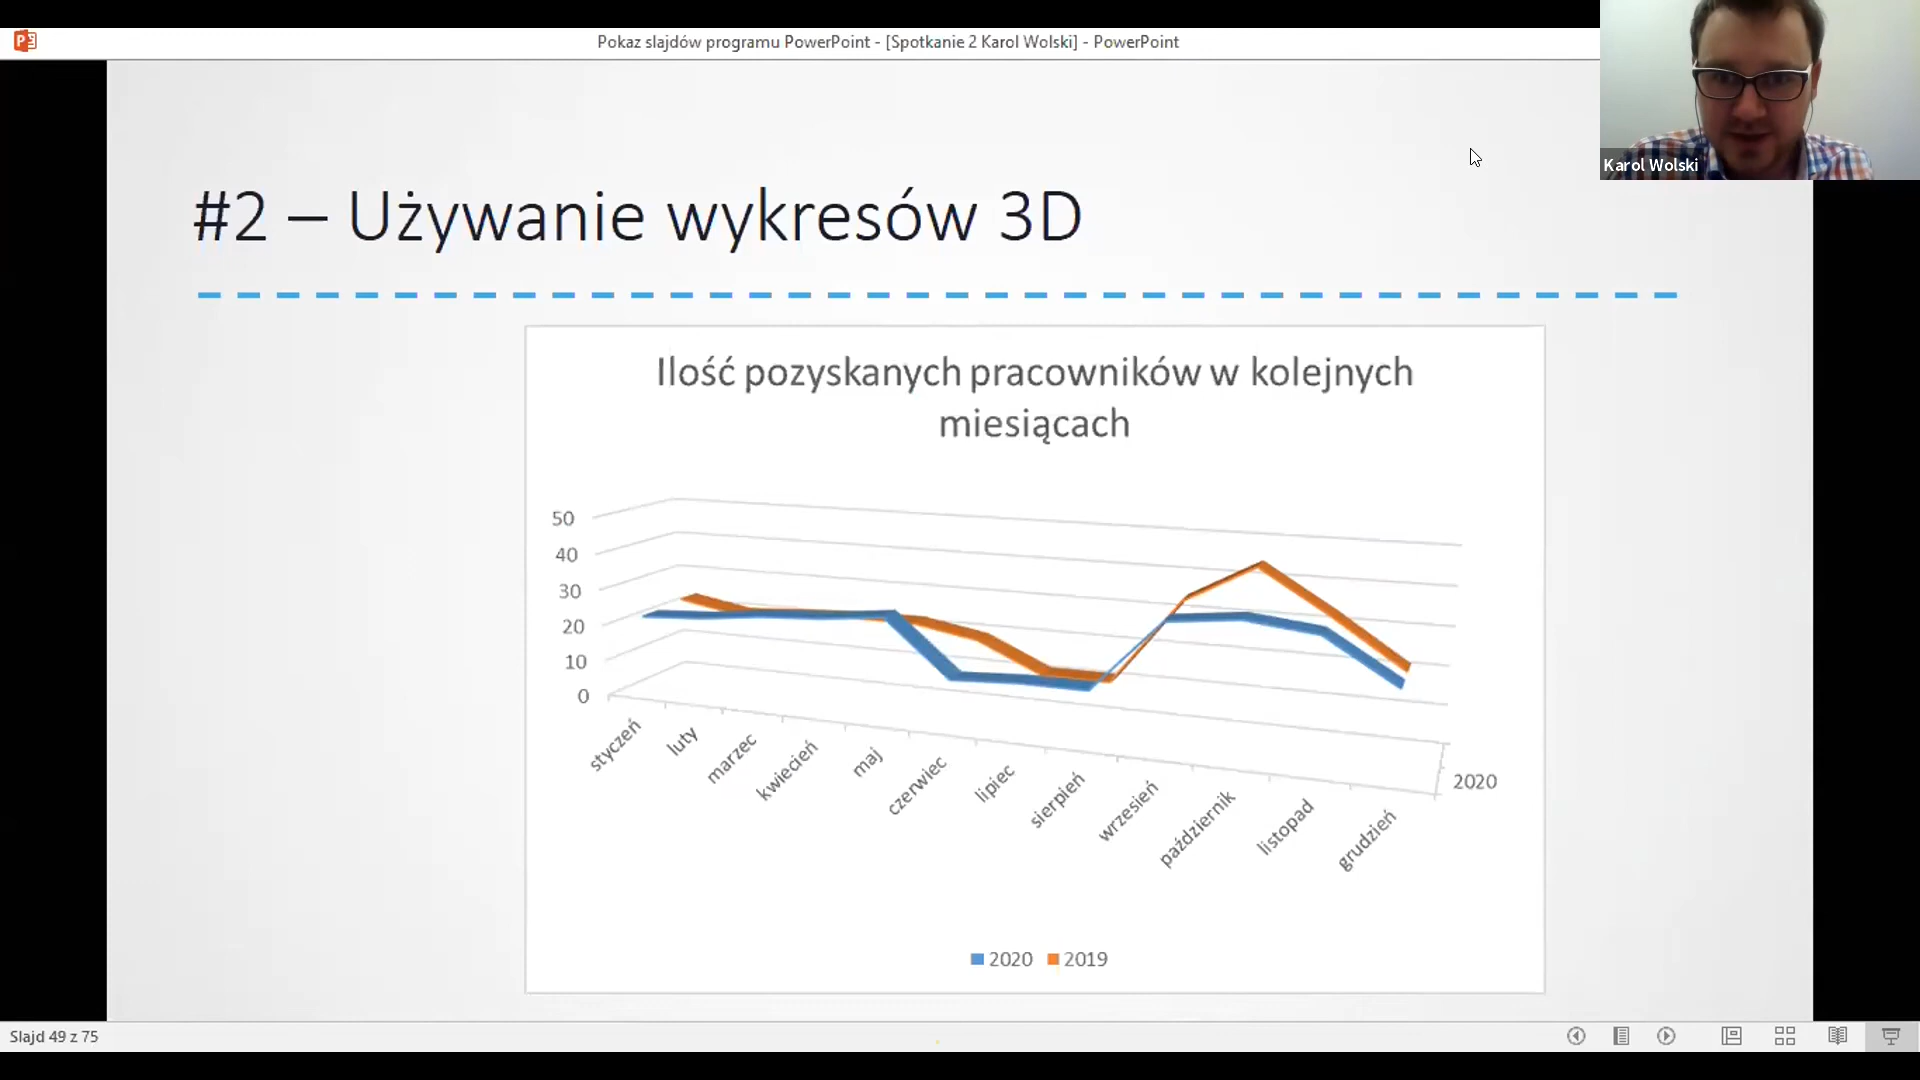 Pokaz slajdów programu PowerPoint - [Spotkanie 2 Karol Wolski] - PowerPoint
Karol Wolski
#2 – Używanie wykresów 3D
Ilość pozyskanych pracowników w kolejnych
miesiącach
50
40
30
20
10
0
styczeń
luty
marzec
kwiecień
maj
czerwiec
lipiec
sierpień
wrzesień
październik
listopad
grudzień
2020
2020 2019
Slajd 49 z 75